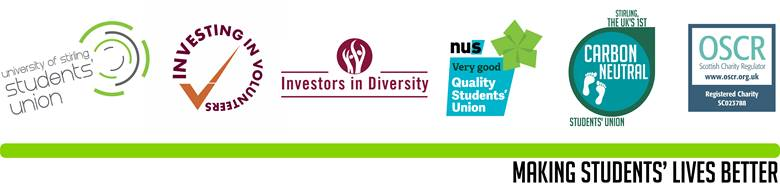 university of stirling
students'
union
INVESTING IN VOLUNTEERS
Investors in Diversity
nus
Very good
Quality
Students'
Union
STIRLING,
THE UK'S 1ST
CARBON
NEUTRAL
STUDENTS' UNION
OSCR
Scottish Charity Regulator
www.oscr.org.uk
Registered Charity
SC023788
MAKING STUDENTS' LIVES BETTER